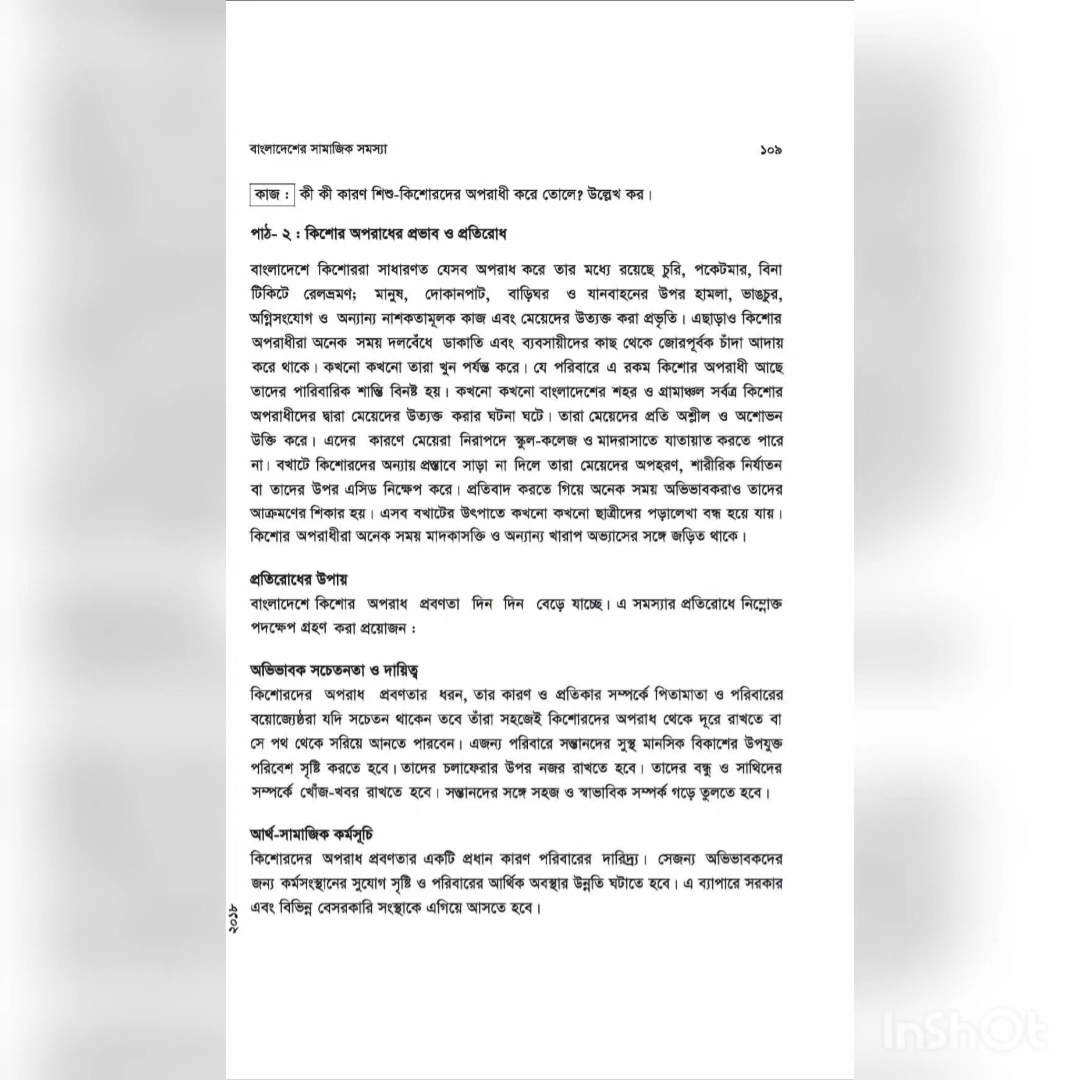 বাংলাদেশের সামাজিক সমস্যা ১০৯
কাজ : কী কী কারণ শিশু-কিশোরদের অপরাধী করে তোলে? উল্লেখ কর।
পাঠ- ২ : কিশোর অপরাধের প্রভাব ও প্রতিরোধ
বাংলাদেশে কিশোররা সাধারণত যেসব অপরাধ করে তার মধ্যে রয়েছে চুরি, পকেটমার, বিনা
টিকিটে রেলভ্রমণ; মানুষ, দোকানপাট, বাড়িঘর ও যানবাহনের উপর হামলা, ভাঙচুর,
অগ্নিসংযোগ ও অন্যান্য নাশকতামূলক কাজ এবং মেয়েদের উত্যক্ত করা প্রভৃতি। এছাড়াও কিশোর
অপরাধীরা অনেক সময় দলবেঁধে ডাকাতি এবং ব্যবসায়ীদের কাছ থেকে জোরপূর্বক চাঁদা আদায়
করে থাকে। কখনো কখনো তারা খুন পর্যন্ত করে। যে পরিবারে এ রকম কিশোর অপরাধী আছে
তাদের পারিবারিক শান্তি বিনষ্ট হয়। কখনো কখনো বাংলাদেশের শহর ও গ্রামাঞ্চল সর্বত্র কিশোর
অপরাধীদের দ্বারা মেয়েদের উত্যক্ত করার ঘটনা ঘটে। তারা মেয়েদের প্রতি অশ্লীল ও অশোভন
উক্তি করে। এদের কারণে মেয়েরা নিরাপদে স্কুল-কলেজ ও মাদরাসাতে যাতায়াত করতে পারে
না। বখাটে কিশোরদের অন্যায় প্রস্তাবে সাড়া না দিলে তারা মেয়েদের অপহরণ, শারীরিক নির্যাতন
বা তাদের উপর এসিড নিক্ষেপ করে। প্রতিবাদ করতে গিয়ে অনেক সময় অভিভাবকরাও তাদের
আক্রমণের শিকার হয়। এসব বখাটের উৎপাতে কখনো কখনো ছাত্রীদের পড়ালেখা বন্ধ হয়ে যায়।
কিশোর অপরাধীরা অনেক সময় মাদকাসক্তি ও অন্যান্য খারাপ অভ্যাসের সঙ্গে জড়িত থাকে।
প্রতিরোধের উপায়
বাংলাদেশে কিশোর অপরাধ প্রবণতা দিন দিন বেড়ে যাচ্ছে। এ সমস্যার প্রতিরোধে নিম্নোক্ত
পদক্ষেপ গ্রহণ করা প্রয়োজন :
অভিভাবক সচেতনতা ও দায়িত্ব
কিশোরদের অপরাধ প্রবণতার ধরন, তার কারণ ও প্রতিকার সম্পর্কে পিতামাতা ও পরিবারের
বয়োজ্যেষ্ঠরা যদি সচেতন থাকেন তবে তাঁরা সহজেই কিশোরদের অপরাধ থেকে দূরে রাখতে বা
সে পথ থেকে সরিয়ে আনতে পারবেন। এজন্য পরিবারে সন্তানদের সুস্থ মানসিক বিকাশের উপযুক্ত
পরিবেশ সৃষ্টি করতে হবে। তাদের চলাফেরার উপর নজর রাখতে হবে। তাদের বন্ধু ও সাথিদের
সম্পর্কে খোঁজ-খবর রাখতে হবে। সন্তানদের সঙ্গে সহজ ও স্বাভাবিক সম্পর্ক গড়ে তুলতে হবে।
আর্থ-সামাজিক কর্মসূচি
কিশোরদের অপরাধ প্রবণতার একটি প্রধান কারণ পরিবারের দারিদ্র্য। সেজন্য অভিভাবকদের
জন্য কর্মসংস্থানের সুযোগ সৃষ্টি ও পরিবারের আর্থিক অবস্থার উন্নতি ঘটাতে হবে। এ ব্যাপারে সরকার
এবং বিভিন্ন বেসরকারি সংস্থাকে এগিয়ে আসতে হবে।
২০১৮
InShOt